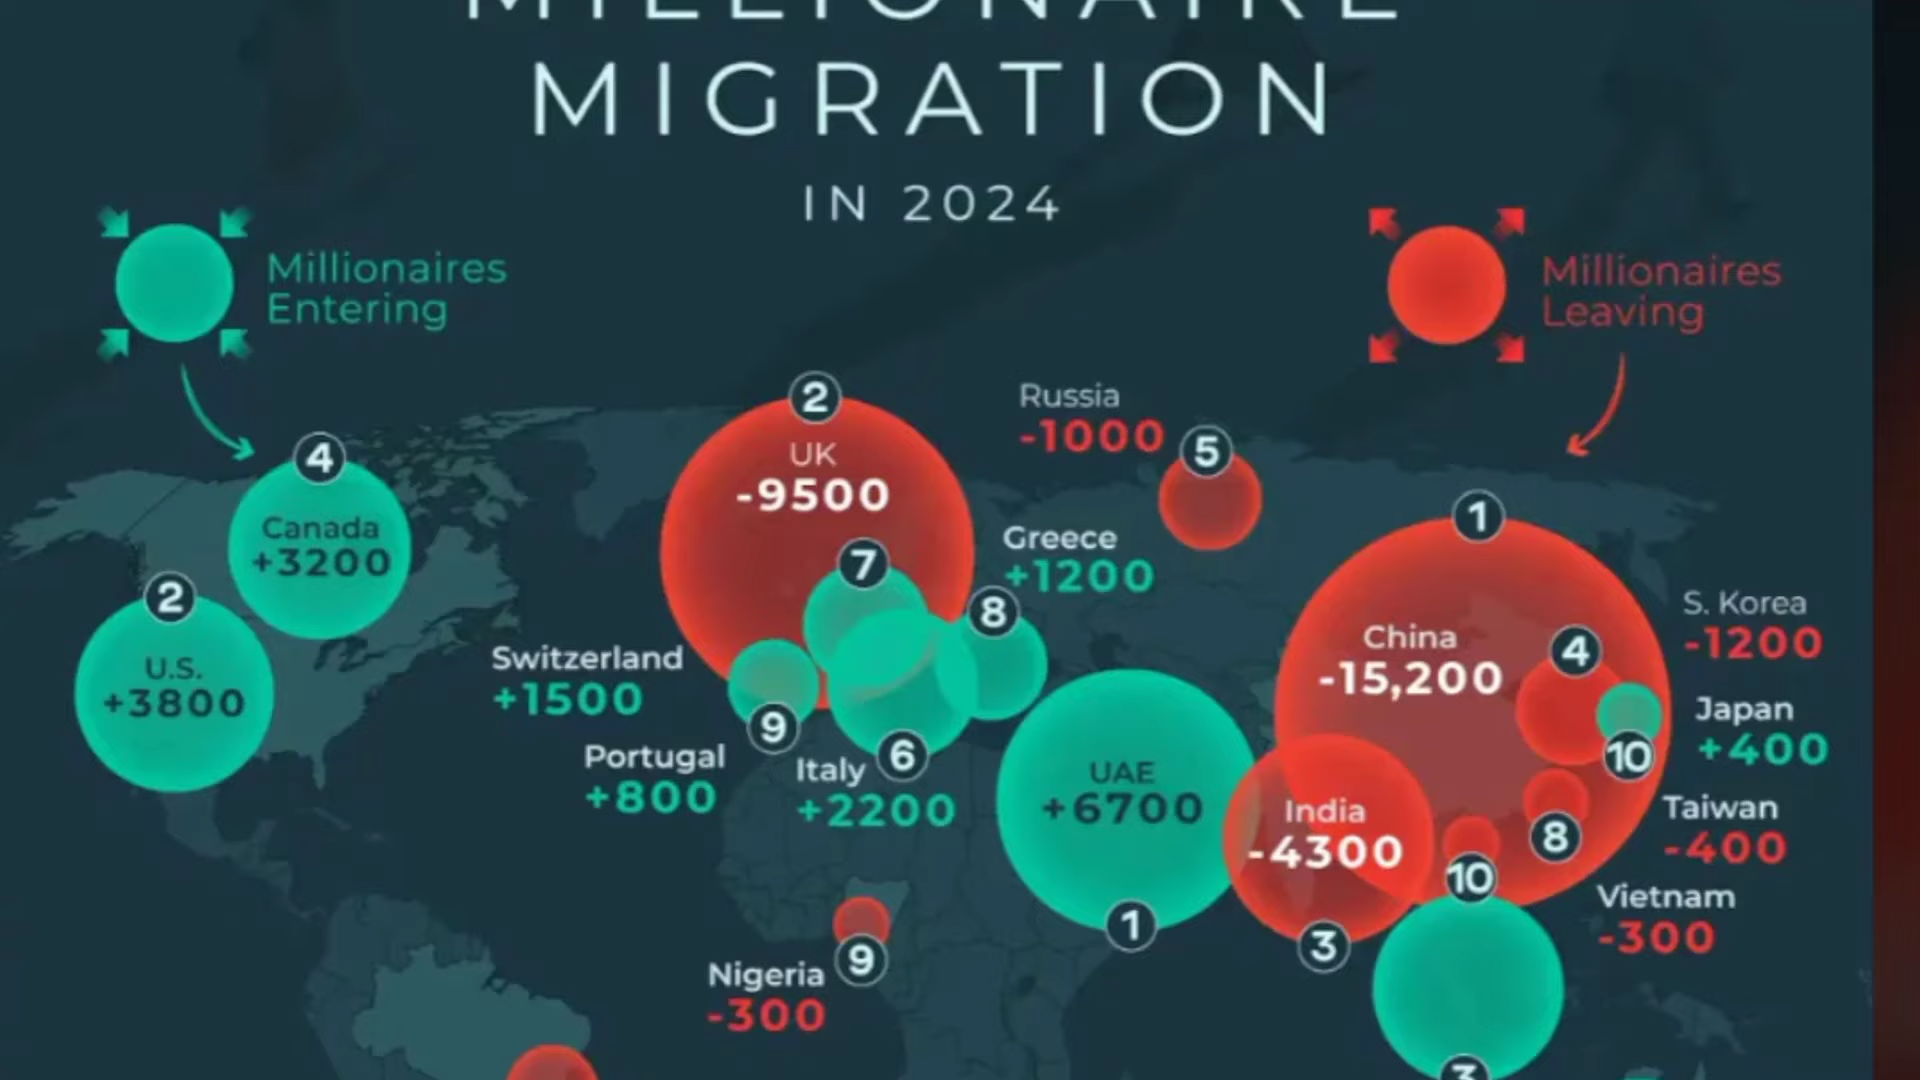 MILLIONAIRE
MIGRATION
IN 2024
Millionaires
Entering
Millionaires
Leaving
2
UK
-9500
Russia
-1000
5
4
Canada
+3200
1
China
-15,200
Greece
+1200
7
8
2
U.S.
+3800
S. Korea
-1200
4
Switzerland
+1500
9
Japan
+400
10
Portugal
+800
Italy
+2200
6
UAE
+6700
1
India
-4300
3
Taiwan
-400
8
10
Vietnam
-300
Nigeria
-300
9
3